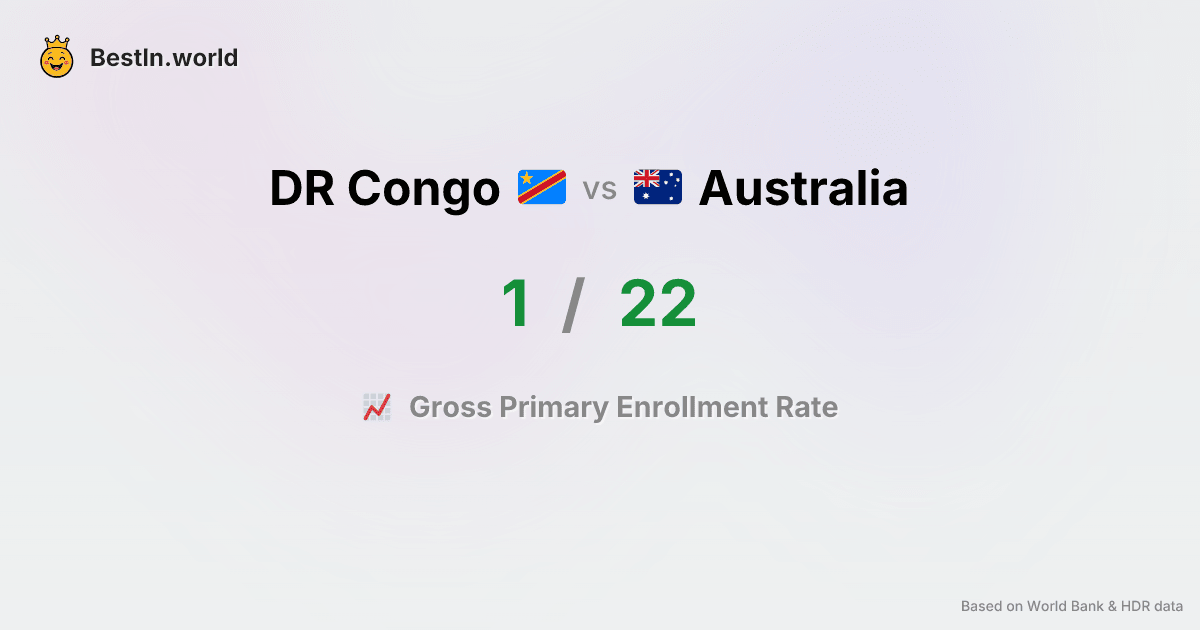 BestIn.world
DR Congo vs Australia
1 / 22
Gross Primary Enrollment Rate
Based on World Bank & HDR data